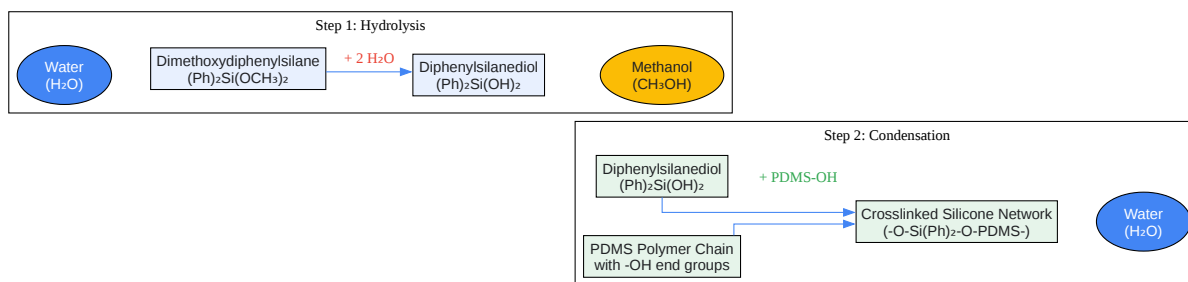 Step 1: Hydrolysis
Water
(H₂O)
Dimethoxydiphenylsilane
(Ph)₂Si(OCH₃)₂
+ 2 H₂O
Diphenylsilanediol
(Ph)₂Si(OH)₂
Methanol
(CH₃OH)
Step 2: Condensation
Diphenylsilanediol
(Ph)₂Si(OH)₂
+ PDMS-OH
PDMS Polymer Chain
with -OH end groups
Crosslinked Silicone Network
(-O-Si(Ph)₂-O-PDMS-)
Water
(H₂O)